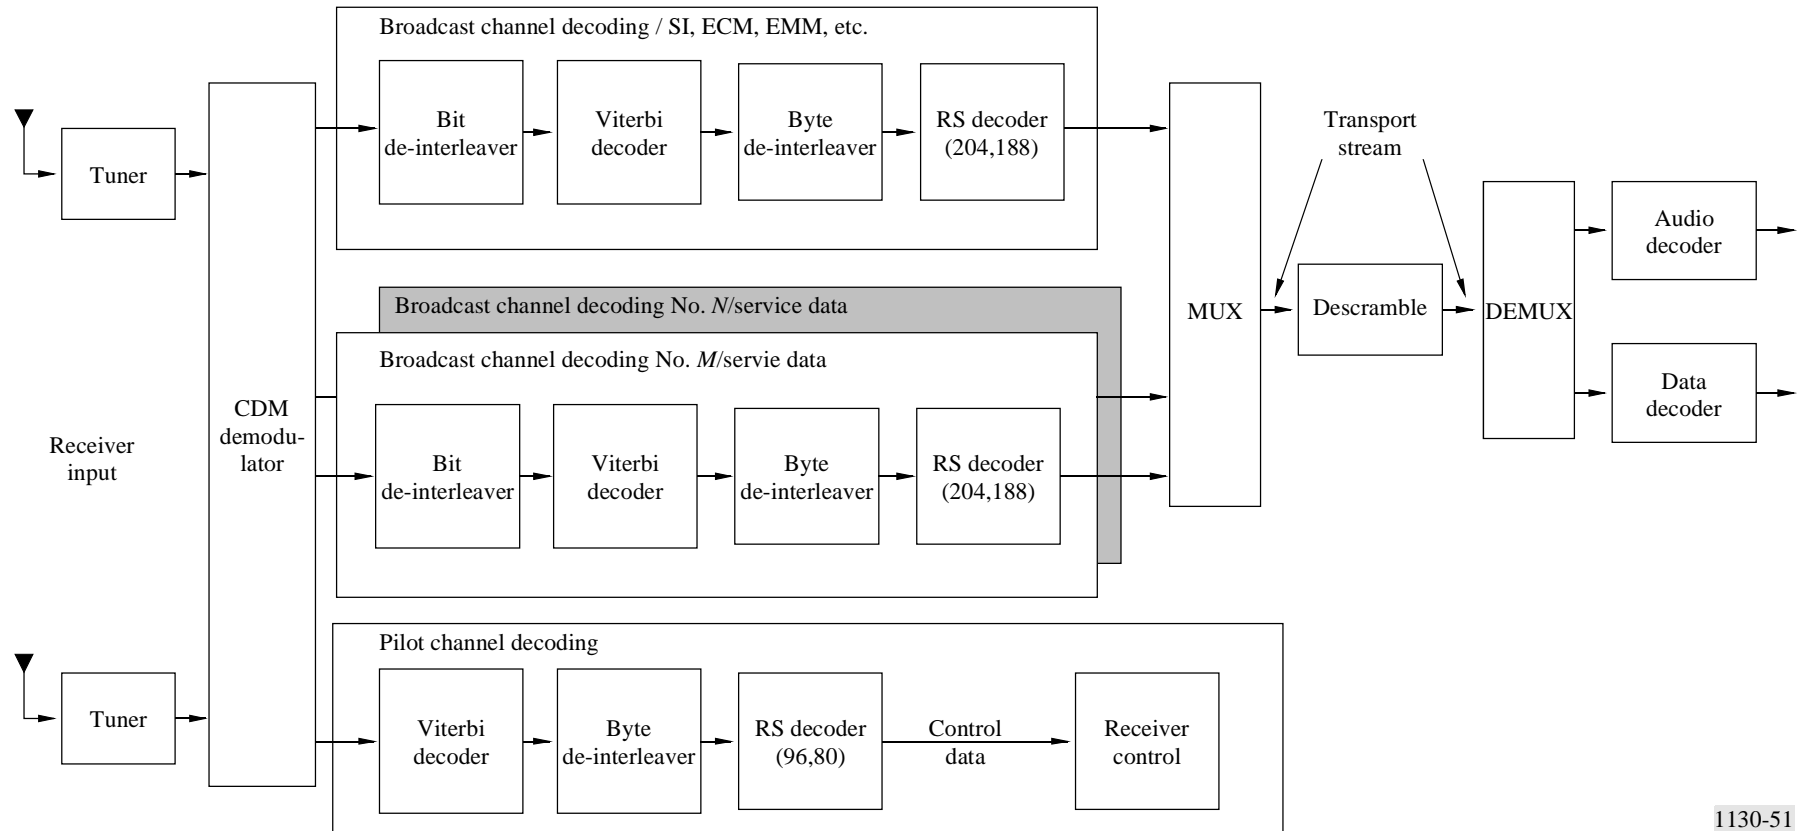 Broadcast channel decoding / SI, ECM, EMM, etc.
Bit
de-interleaver
Viterbi
decoder
Byte
de-interleaver
RS decoder
(204,188)
Tuner
Transport
stream
Audio
decoder
Broadcast channel decoding No. N/service data
MUX
Descramble
DEMUX
Broadcast channel decoding No. M/servie data
Data
decoder
CDM
demodu-
lator
Receiver
input
Bit
de-interleaver
Viterbi
decoder
Byte
de-interleaver
RS decoder
(204,188)
Pilot channel decoding
Tuner
Viterbi
decoder
Byte
de-interleaver
RS decoder
(96,80)
Control
data
Receiver
control
1130-51